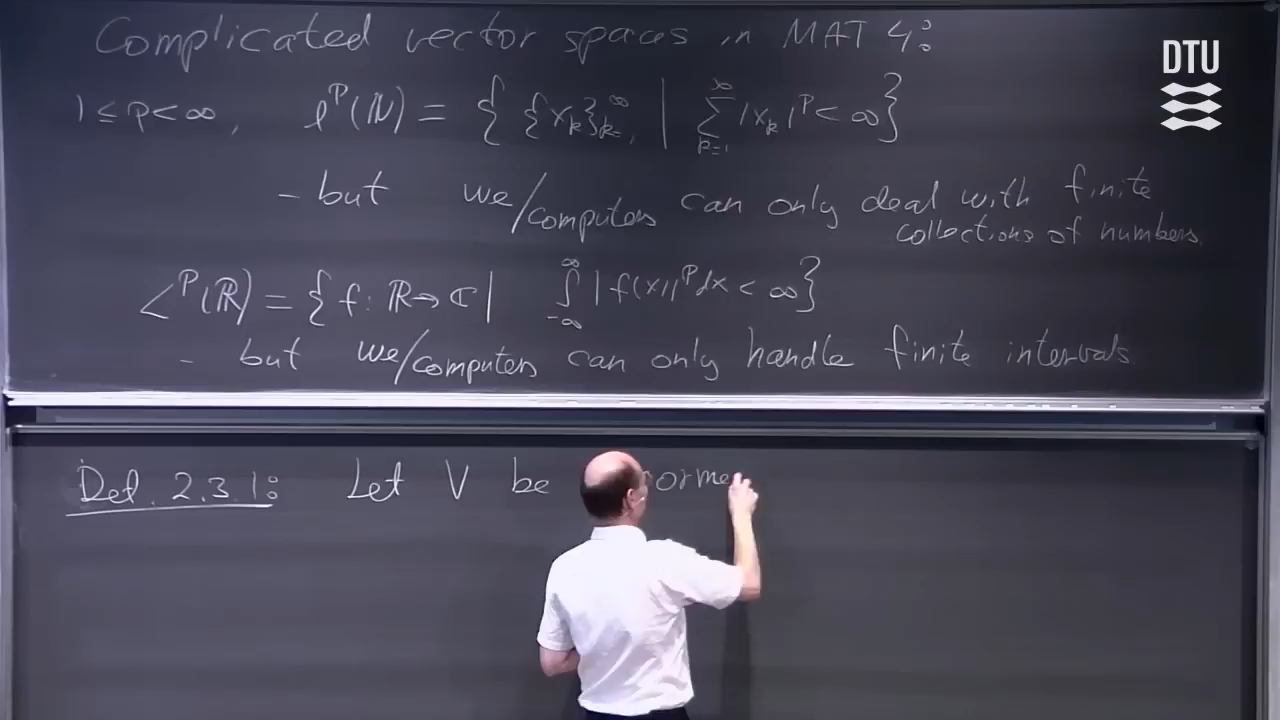 Complicated vector spaces in MAT 4:
DTU
1 ≤ p < ∞, ℓ^p(ℕ) = { {x_k}_{k=1}^∞ | ∑_{k=1}^∞ |x_k|^p < ∞ }
- but we/computers can only deal with finite
collections of numbers.
L^p(ℝ) = { f: ℝ → ℂ | ∫_{-∞}^∞ |f(x)|^p dx < ∞ }
- but we/computers can only handle finite intervals.
Def. 2.3.1: Let V be orme